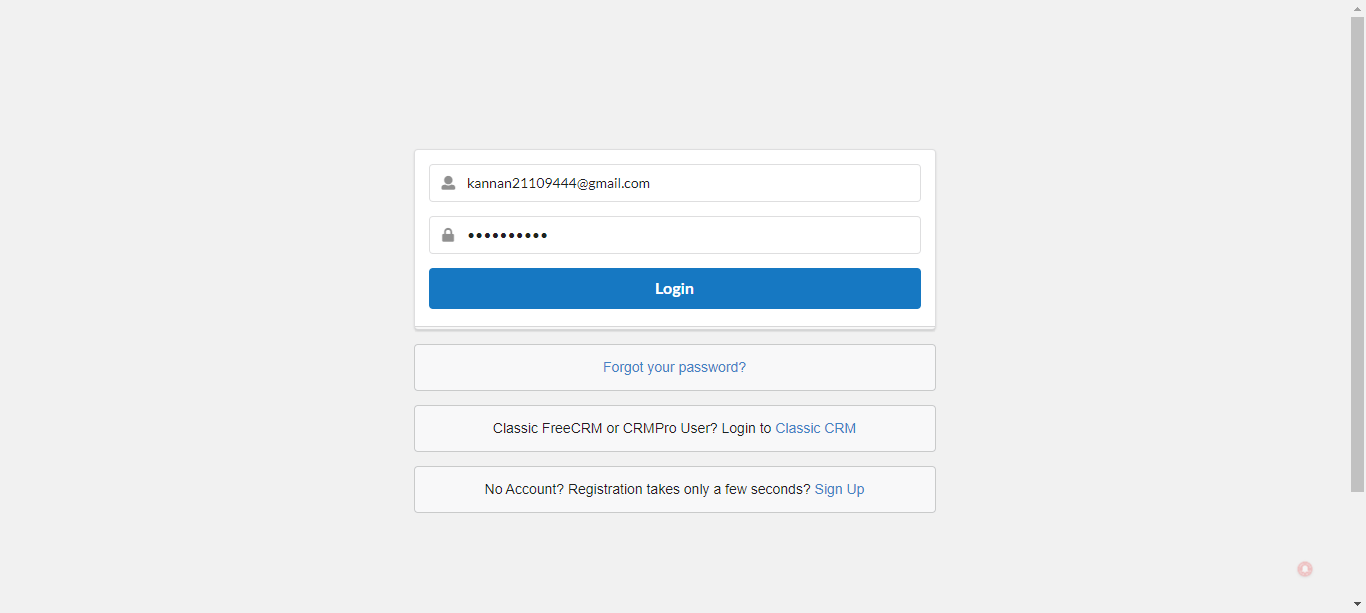 kannan21109444@gmail.com
••••••••••
Login
Forgot your password?
Classic FreeCRM or CRMPro User? Login to Classic CRM
No Account? Registration takes only a few seconds? Sign Up